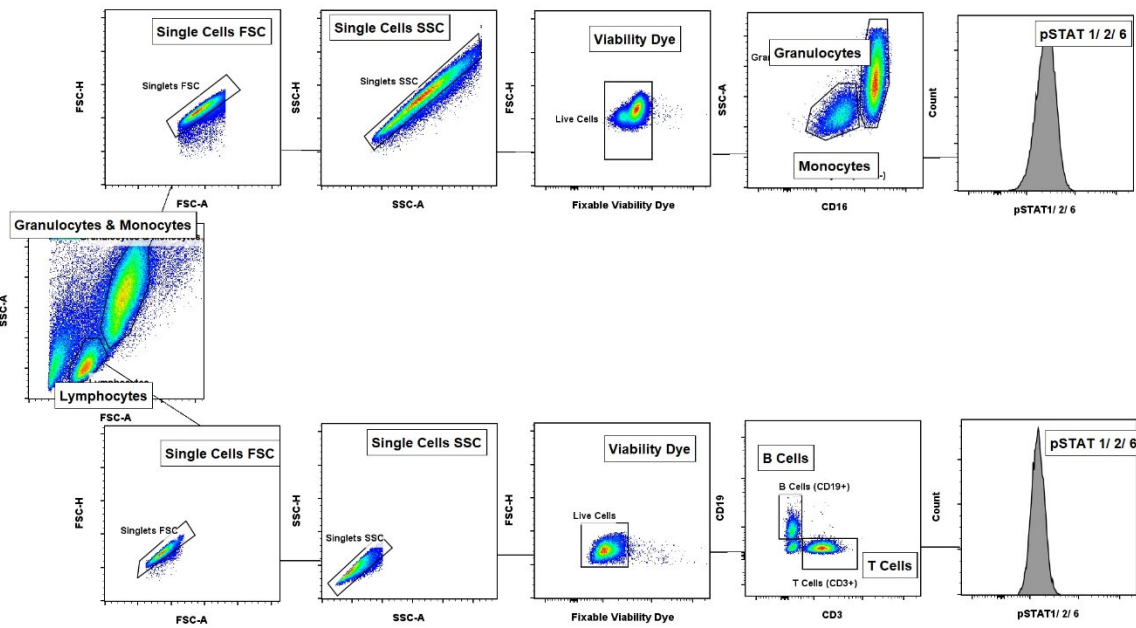 Single Cells FSC
Singlets FSC
FSC-H
FSC-A
Single Cells SSC
Singlets SSC
SSC-H
SSC-A
Viability Dye
Live Cells
FSC-H
Fixable Viability Dye
Granulocytes
Monocytes
SSC-A
CD16
pSTAT 1/ 2/ 6
Count
pSTAT1/ 2/ 6
Granulocytes & Monocytes
SSC-A
Lymphocytes
FSC-A
Single Cells FSC
Singlets FSC
FSC-H
FSC-A
Single Cells SSC
Singlets SSC
SSC-H
SSC-A
Viability Dye
Live Cells
FSC-H
Fixable Viability Dye
B Cells
B Cells (CD19+)
CD19
T Cells
T Cells (CD3+)
CD3
pSTAT 1/ 2/ 6
Count
pSTAT1/ 2/ 6